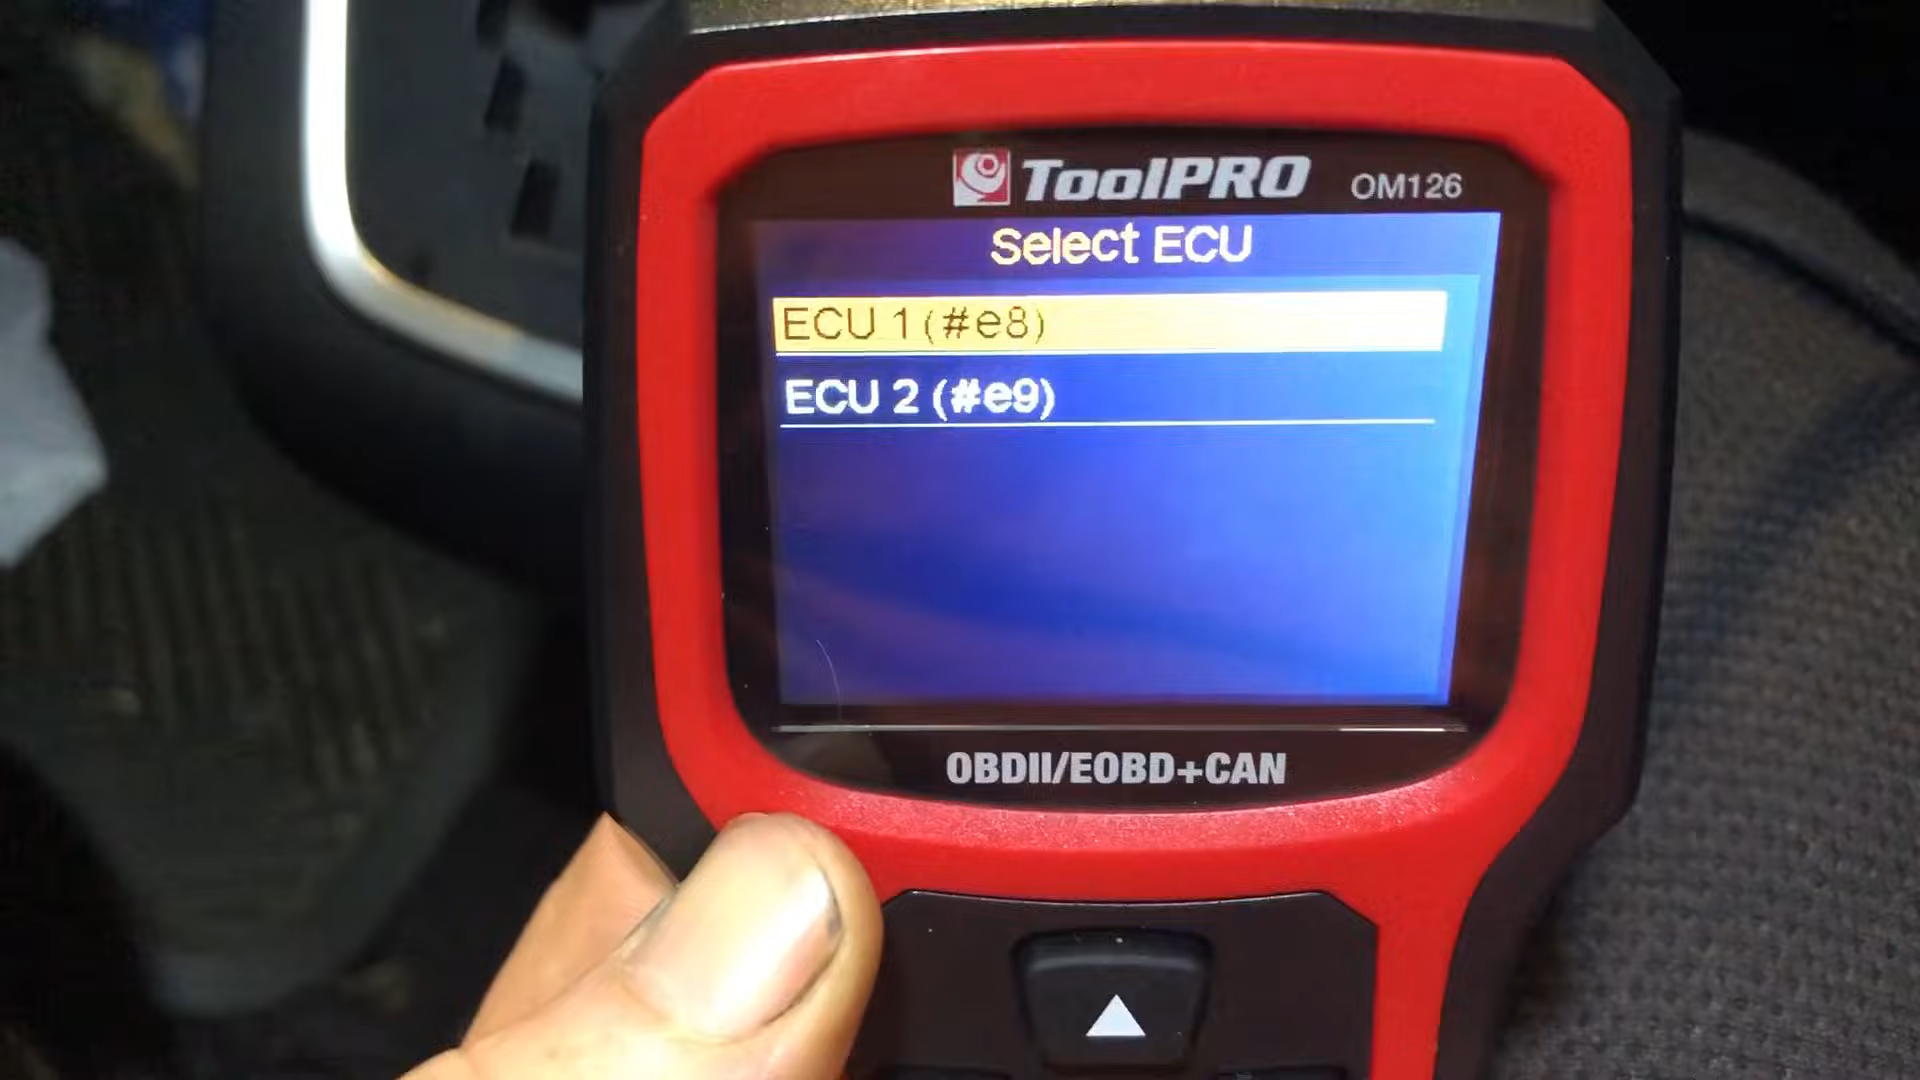 ToolPRO OM126
Select ECU
ECU 1 (#e8)
ECU 2 (#e9)
OBDII/EOBD+CAN